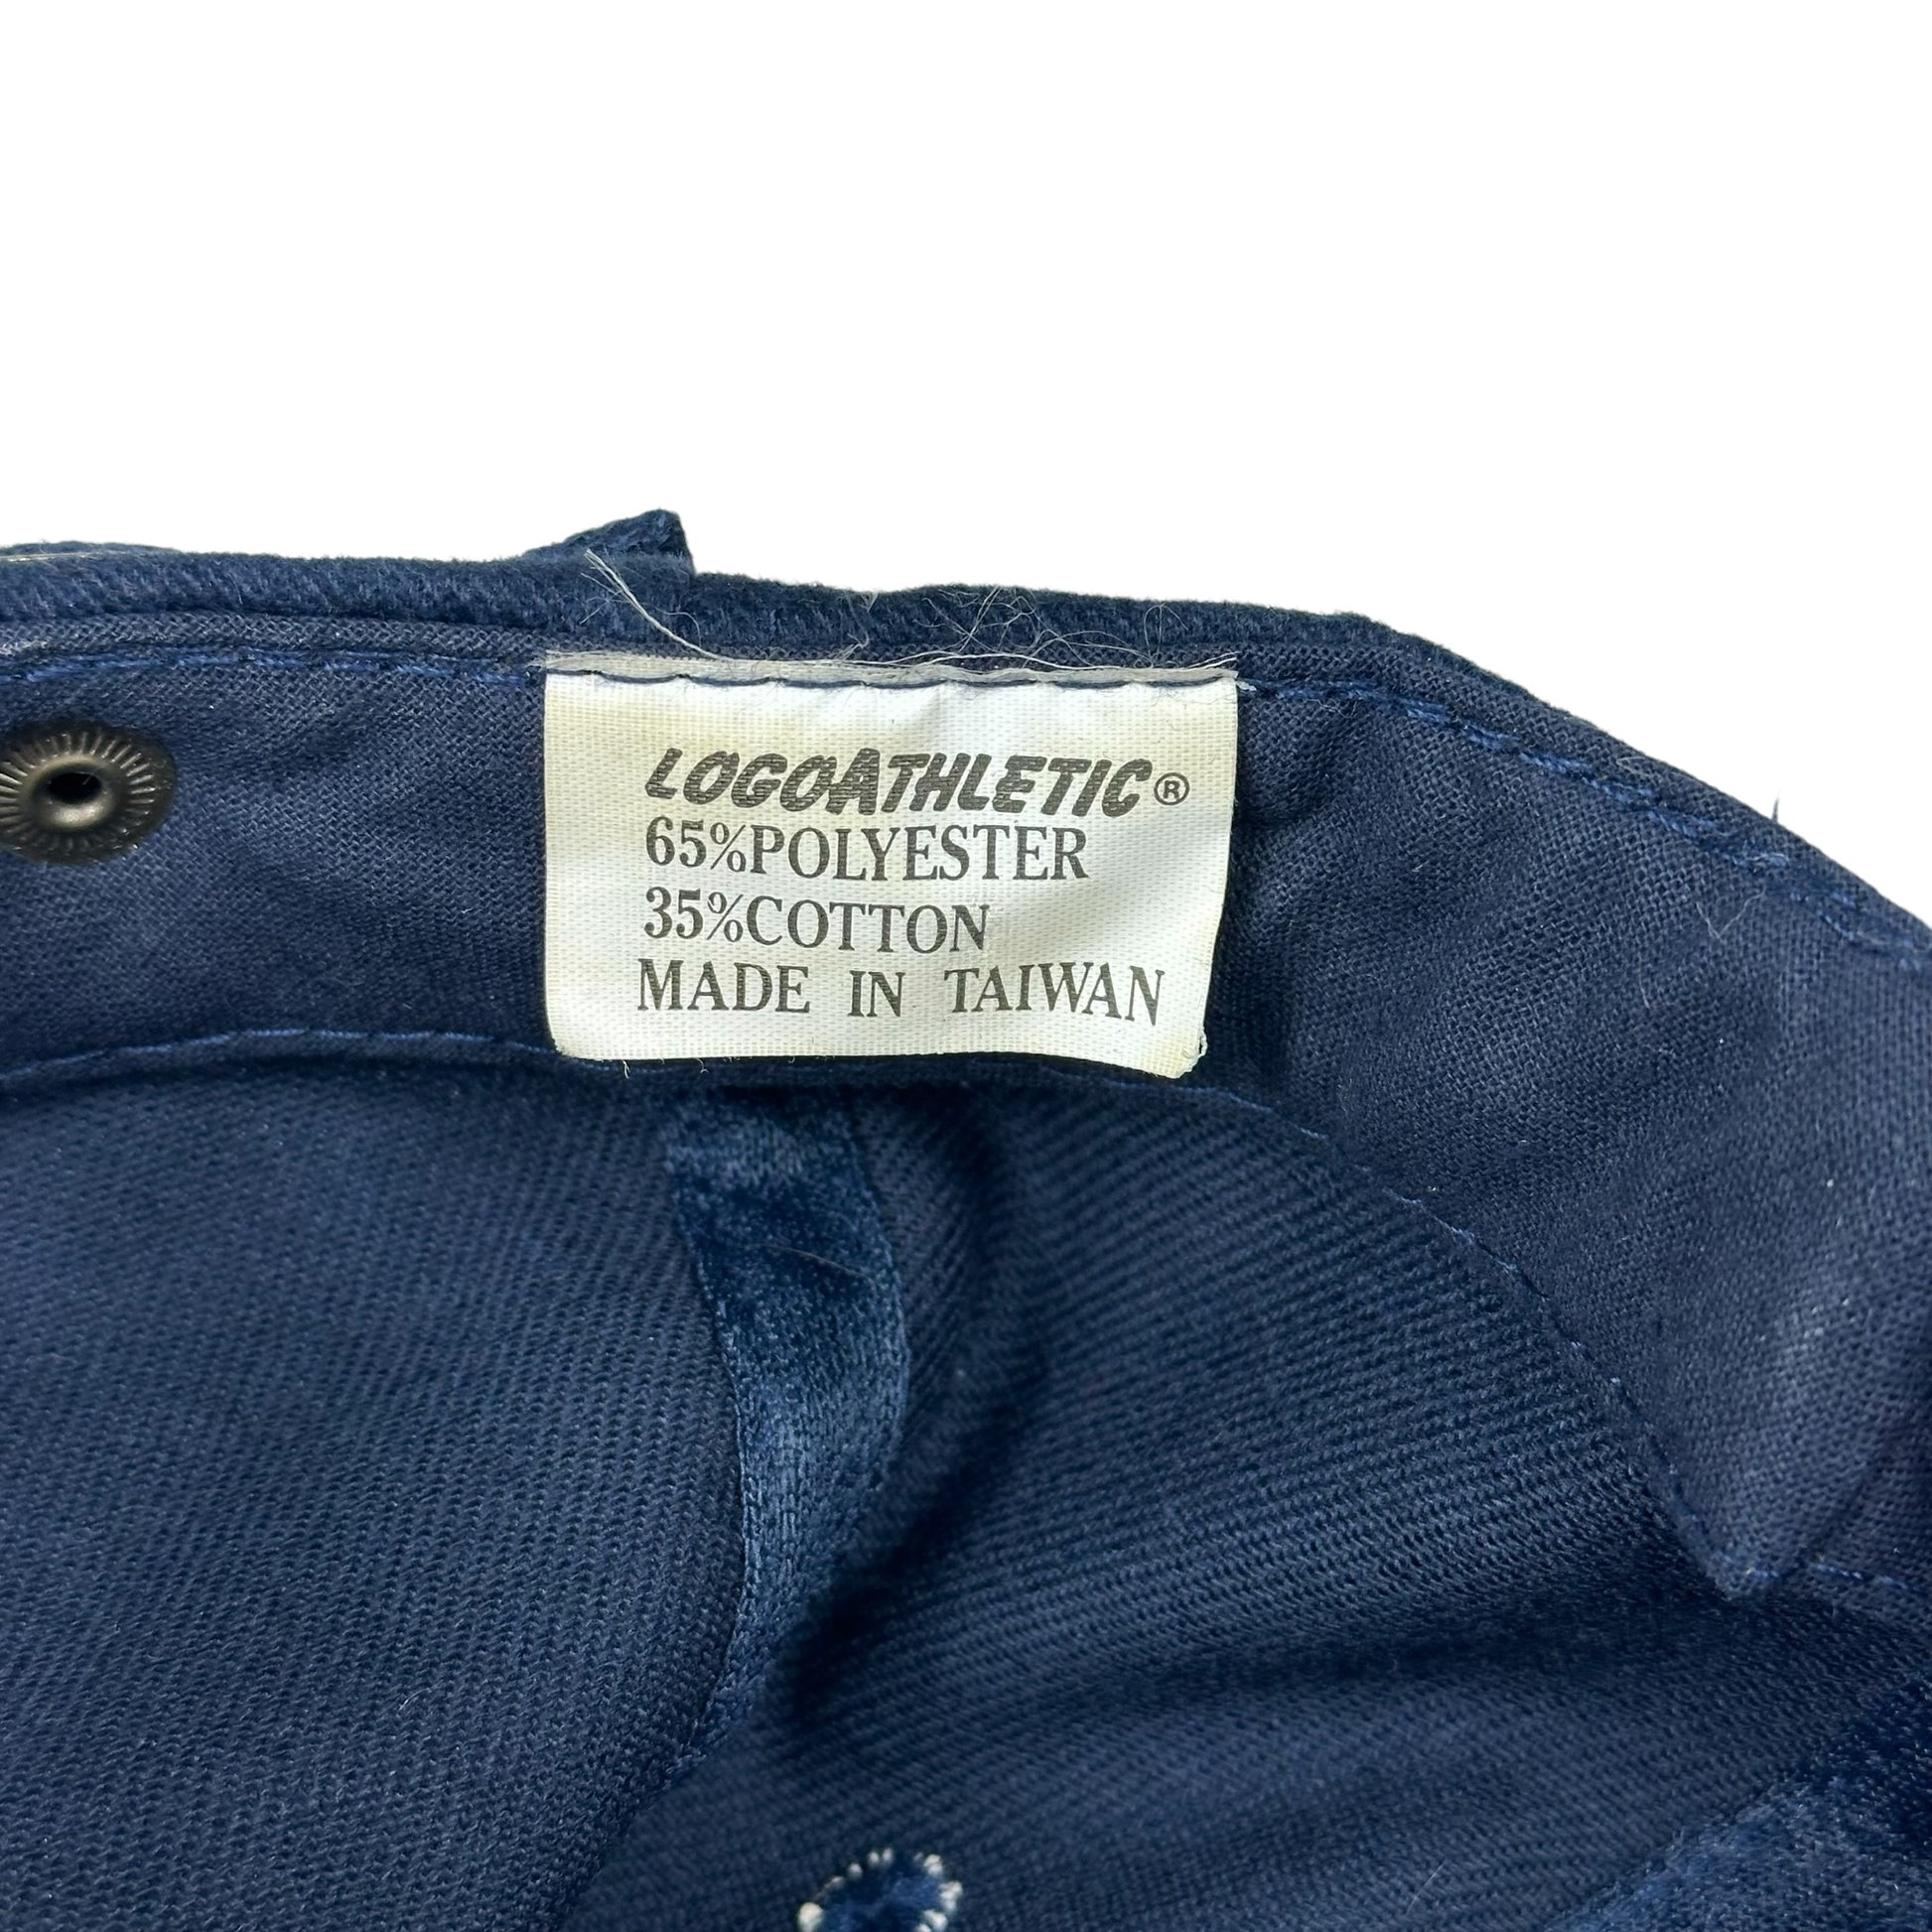 LOGOATHLETIC®
65%POLYESTER
35%COTTON
MADE IN TAIWAN